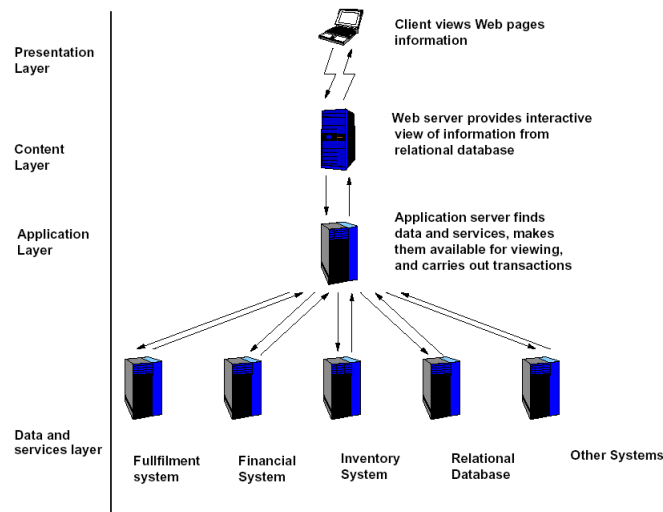 Client views Web pages
information
Presentation
Layer
Web server provides interactive
view of information from
relational database
Content
Layer
Application server finds
data and services, makes
them available for viewing,
and carries out transactions
Application
Layer
Data and
services layer
Fullfilment
system
Financial
System
Inventory
System
Relational
Database
Other Systems